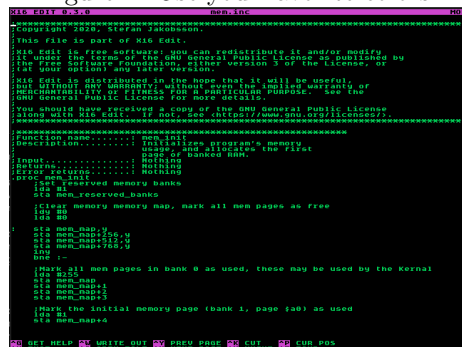 X16 EDIT 0.3.0 mem.inc MO
;*******************************************************************************
;Copyright 2020, Stefan Jakobsson.
;
;This file is part of X16 Edit.
;
;X16 Edit is free software: you can redistribute it and/or modify
;it under the terms of the GNU General Public License as published by
;the Free Software Foundation, either version 3 of the License, or
;(at your option) any later version.
;
;X16 Edit is distributed in the hope that it will be useful,
;but WITHOUT ANY WARRANTY; without even the implied warranty of
;MERCHANTABILITY or FITNESS FOR A PARTICULAR PURPOSE. See the
;GNU General Public License for more details.
;
;You should have received a copy of the GNU General Public License
;along with X16 Edit. If not, see <https://www.gnu.org/licenses/>.
;*******************************************************************************
;*******************************************************************************
;Function name.......: mem_init
;Description.........: Initializes program's memory
; usage, and allocates the first
; page of banked RAM.
;Input...............: Nothing
;Returns.............: Nothing
;Error returns.......: Nothing
.proc mem_init
;Set reserved memory banks
lda #1
sta mem_reserved_banks
;Clear memory memory map, mark all mem pages as free
ldy #0
lda #0
: sta mem_map,y
sta mem_map+256,y
sta mem_map+512,y
sta mem_map+768,y
iny
bne :-
;Mark all mem pages in bank 0 as used, these may be used by the Kernal
lda #255
sta mem_map
sta mem_map+1
sta mem_map+2
sta mem_map+3
;Mark the initial memory page (bank 1, page $a0) as used
lda #1
sta mem_map+4
^G GET HELP ^W WRITE OUT ^Y PREV PAGE ^K CUT ^P CUR POS